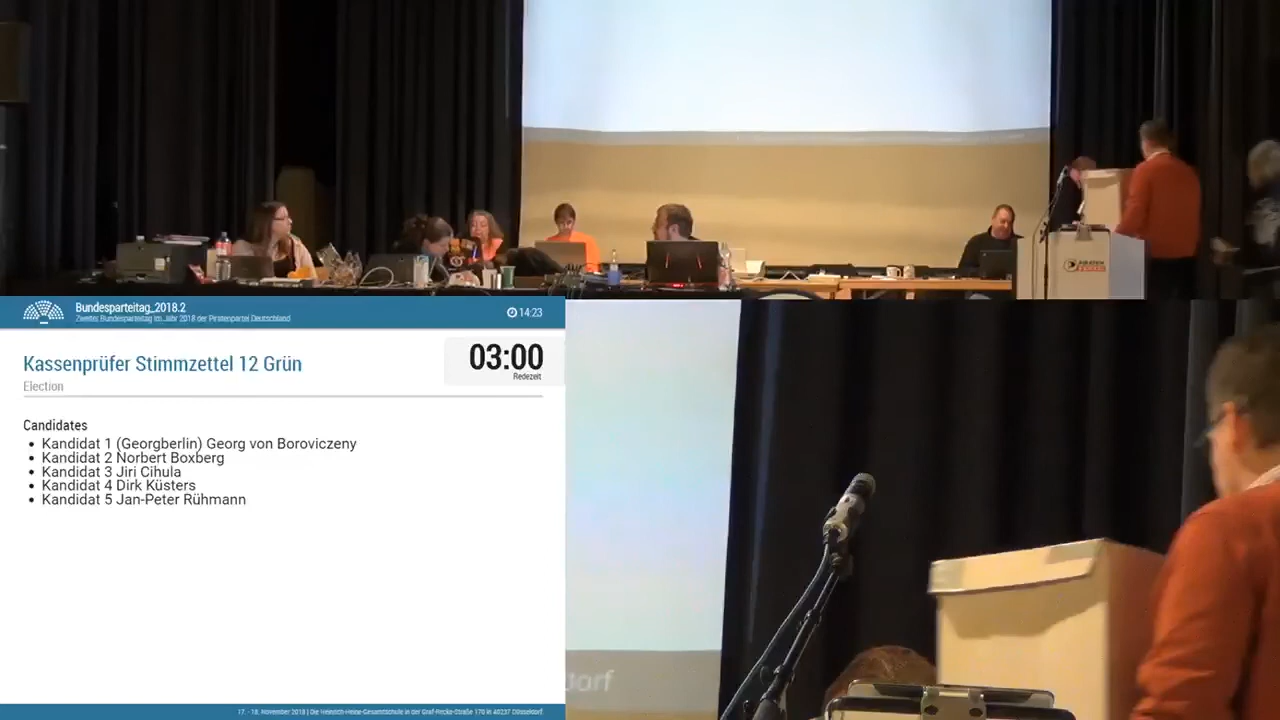 PIRATEN
Bundesparteitag_2018.2
Zweiter Bundesparteitag im Jahr 2018 der Piratenpartei Deutschland
14:23
Kassenprüfer Stimmzettel 12 Grün
Election
03:00
Redezeit
Candidates
Kandidat 1 (Georgberlin) Georg von Boroviczeny
Kandidat 2 Norbert Boxberg
Kandidat 3 Jiri Cihula
Kandidat 4 Dirk Küsters
Kandidat 5 Jan-Peter Rühmann
dorf
17. - 18. November 2018 | Die Heinrich-Heine-Gesamtschule in der Graf-Recke-Straße 170 in 40237 Düsseldorf